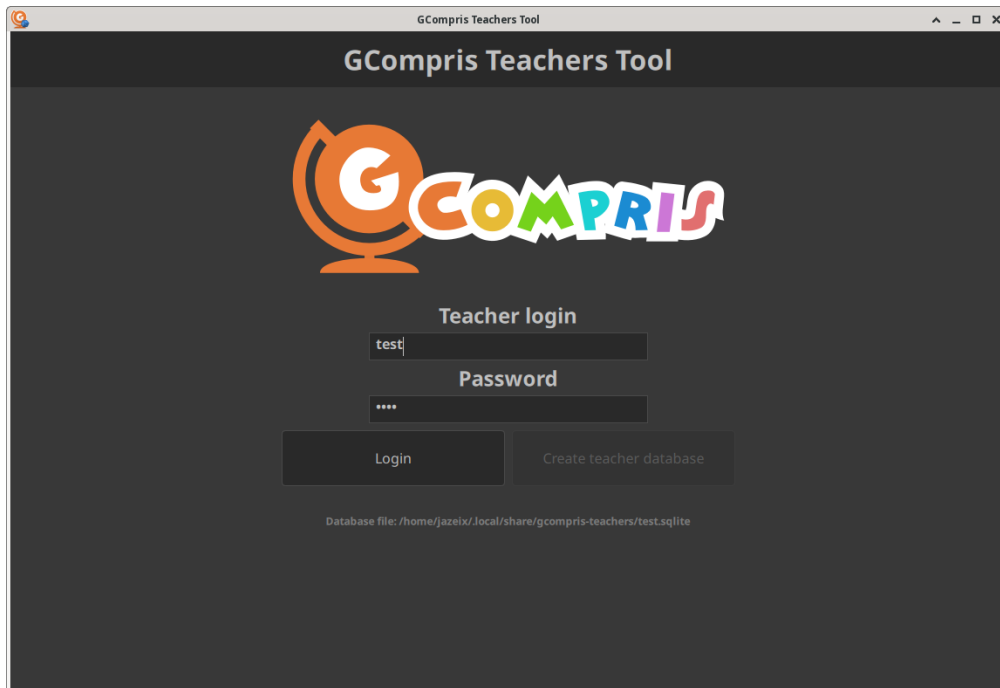 GCompris Teachers Tool
GCompris Teachers Tool
GCOMPRIS
Teacher login
test
Password
••••
Login Create teacher database
Database file: /home/jazeix/.local/share/gcompris-teachers/test.sqlite